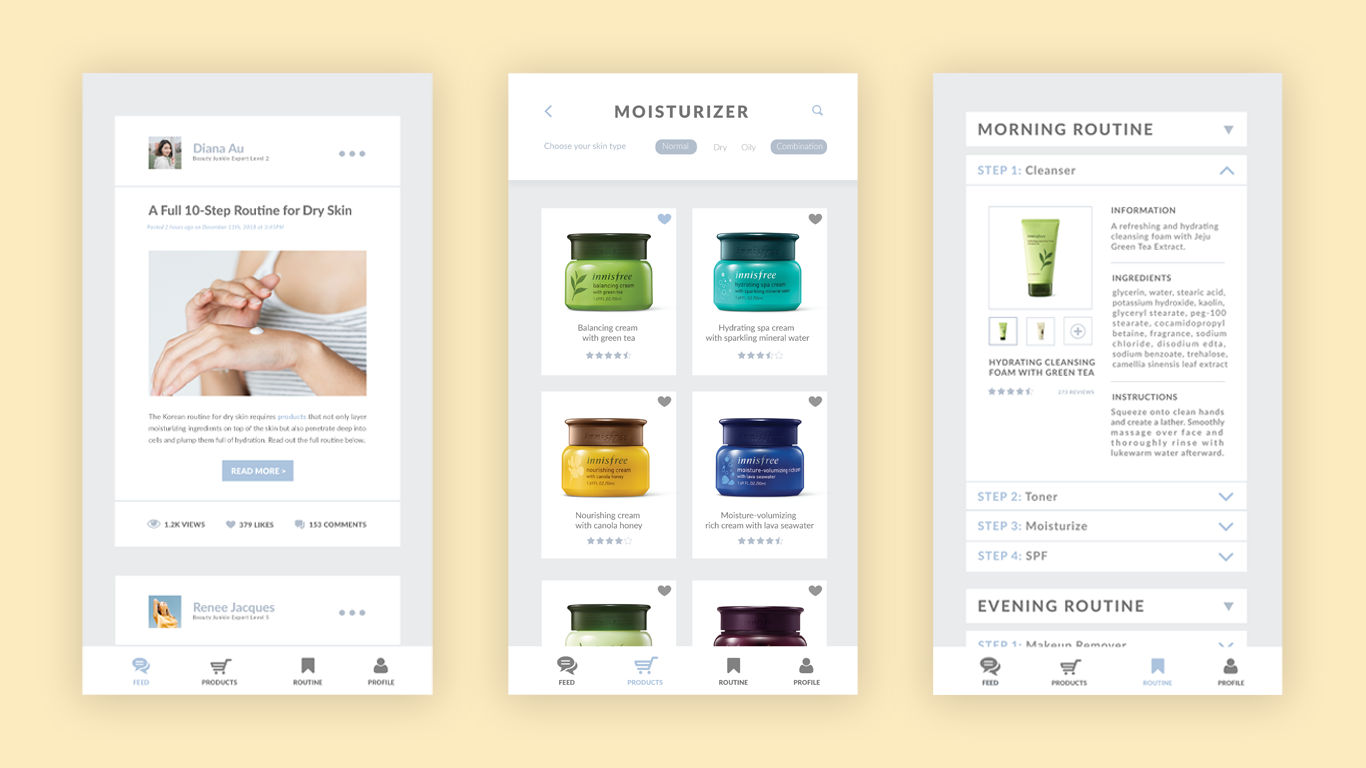 Diana Au
Beauty Junkie Expert Level 2
A Full 10-Step Routine for Dry Skin
Posted 2 hours ago on December 11th, 2018 at 3:45PM
The Korean routine for dry skin requires products that not only layer
moisturizing ingredients on top of the skin but also penetrate deep into
cells and plump them full of hydration. Read out the full routine below.
READ MORE >
1.2K VIEWS
379 LIKES
153 COMMENTS
Renee Jacques
Beauty Junkie Expert Level 5
FEED
PRODUCTS
ROUTINE
PROFILE
MOISTURIZER
Choose your skin type
Normal
Dry
Oily
Combination
innisfree
balancing cream
with green tea
Balancing cream
with green tea
innisfree
hydrating spa cream
with sparkling mineral water
Hydrating spa cream
with sparkling mineral water
innisfree
nourishing cream
with canola honey
Nourishing cream
with canola honey
innisfree
moisture-volumizing rich cream
with lava seawater
Moisture-volumizing
rich cream with lava seawater
FEED
PRODUCTS
ROUTINE
PROFILE
MORNING ROUTINE
STEP 1: Cleanser
innisfree
HYDRATING CLEANSING
FOAM WITH GREEN TEA
273 REVIEWS
INFORMATION
A refreshing and hydrating
cleansing foam with Jeju
Green Tea Extract.
INGREDIENTS
glycerin, water, stearic acid,
potassium hydroxide, kaolin,
glyceryl stearate, peg-100
stearate, cocamidopropyl
betaine, fragrance, sodium
chloride, disodium edta,
sodium benzoate, trehalose,
camellia sinensis leaf extract
INSTRUCTIONS
Squeeze onto clean hands
and create a lather. Smoothly
massage over face and
thoroughly rinse with
lukewarm water afterward.
STEP 2: Toner
STEP 3: Moisturize
STEP 4: SPF
EVENING ROUTINE
STEP 1: Makeup Remover
FEED
PRODUCTS
ROUTINE
PROFILE